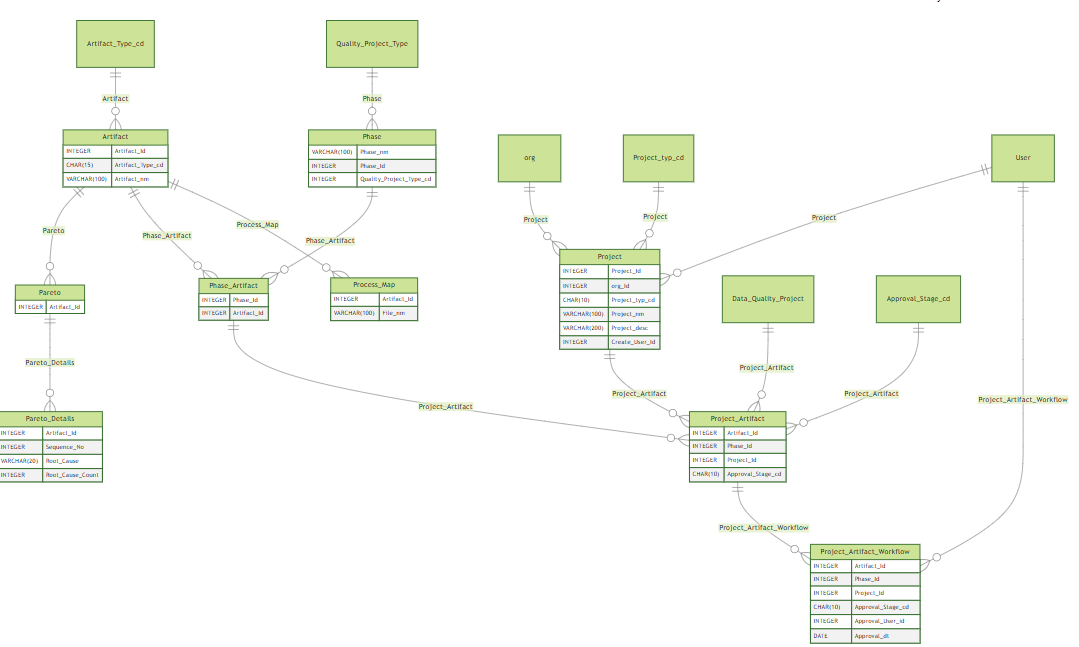 Artifact_Type_cd
Quality_Project_Type
Artifact
Phase
Artifact
INTEGER Artifact_Id
CHAR(15) Artifact_Type_cd
VARCHAR(100) Artifact_nm
Phase
VARCHAR(100) Phase_nm
INTEGER Phase_Id
INTEGER Quality_Project_Type_cd
org
Project_typ_cd
User
Pareto
Phase_Artifact
Process_Map
Phase_Artifact
Project
Project
Project
Pareto
INTEGER Artifact_Id
Phase_Artifact
INTEGER Phase_Id
INTEGER Artifact_Id
Process_Map
INTEGER Artifact_Id
VARCHAR(100) File_nm
Project
INTEGER Project_Id
INTEGER org_Id
CHAR(10) Project_typ_cd
VARCHAR(100) Project_nm
VARCHAR(200) Project_desc
INTEGER Create_User_Id
Data_Quality_Project
Approval_Stage_cd
Pareto_Details
Project_Artifact
Project_Artifact
Project_Artifact
Project_Artifact
Project_Artifact_Workflow
Pareto_Details
INTEGER Artifact_Id
INTEGER Sequence_No
VARCHAR(20) Root_Cause
INTEGER Root_Cause_Count
Project_Artifact
INTEGER Artifact_Id
INTEGER Phase_Id
INTEGER Project_Id
CHAR(10) Approval_Stage_cd
Project_Artifact_Workflow
Project_Artifact_Workflow
INTEGER Artifact_Id
INTEGER Phase_Id
INTEGER Project_Id
CHAR(10) Approval_Stage_cd
INTEGER Approval_User_id
DATE Approval_dt